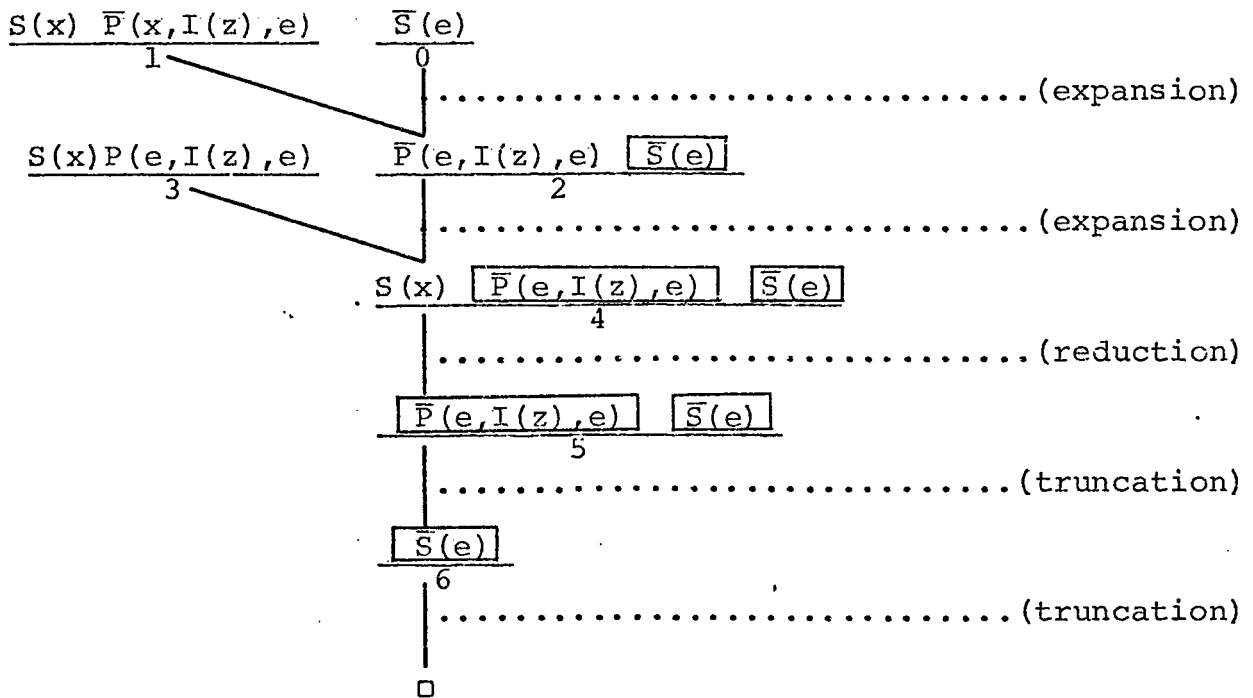 S(x) P̅(x,I(z),e) S̅(e)
1 0
(expansion)
S(x)P(e,I(z),e) P̅(e,I(z),e) S̅(e)
3 2
(expansion)
S(x) P̅(e,I(z),e) S̅(e)
4
(reduction)
P̅(e,I(z),e) S̅(e)
5
(truncation)
S̅(e)
6
(truncation)
□